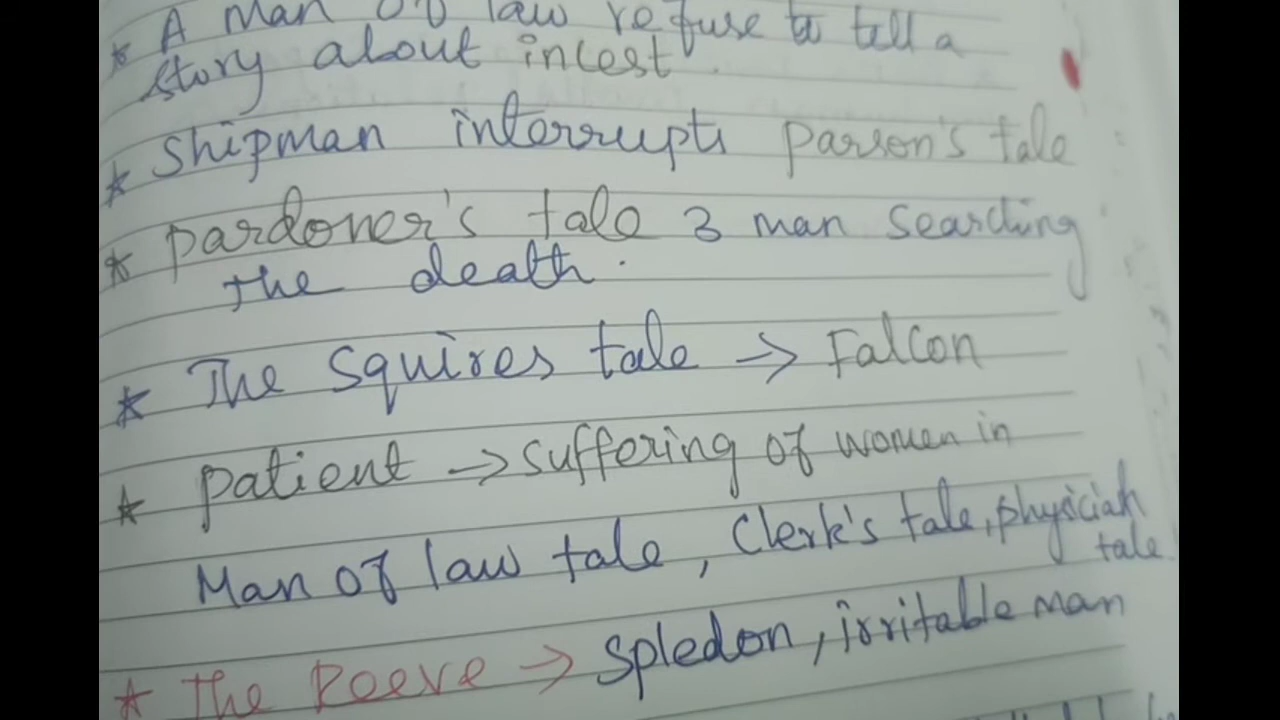 * A man of law refuse to tell a
story about incest.
* Shipman interrupts parson's tale
* Pardoner's tale 3 man searching
the death.
* The Squires tale → Falcon
* patient → suffering of women in
Man of law tale, Clerk's tale, physician
tale
* The Reeve → spledon, irritable man